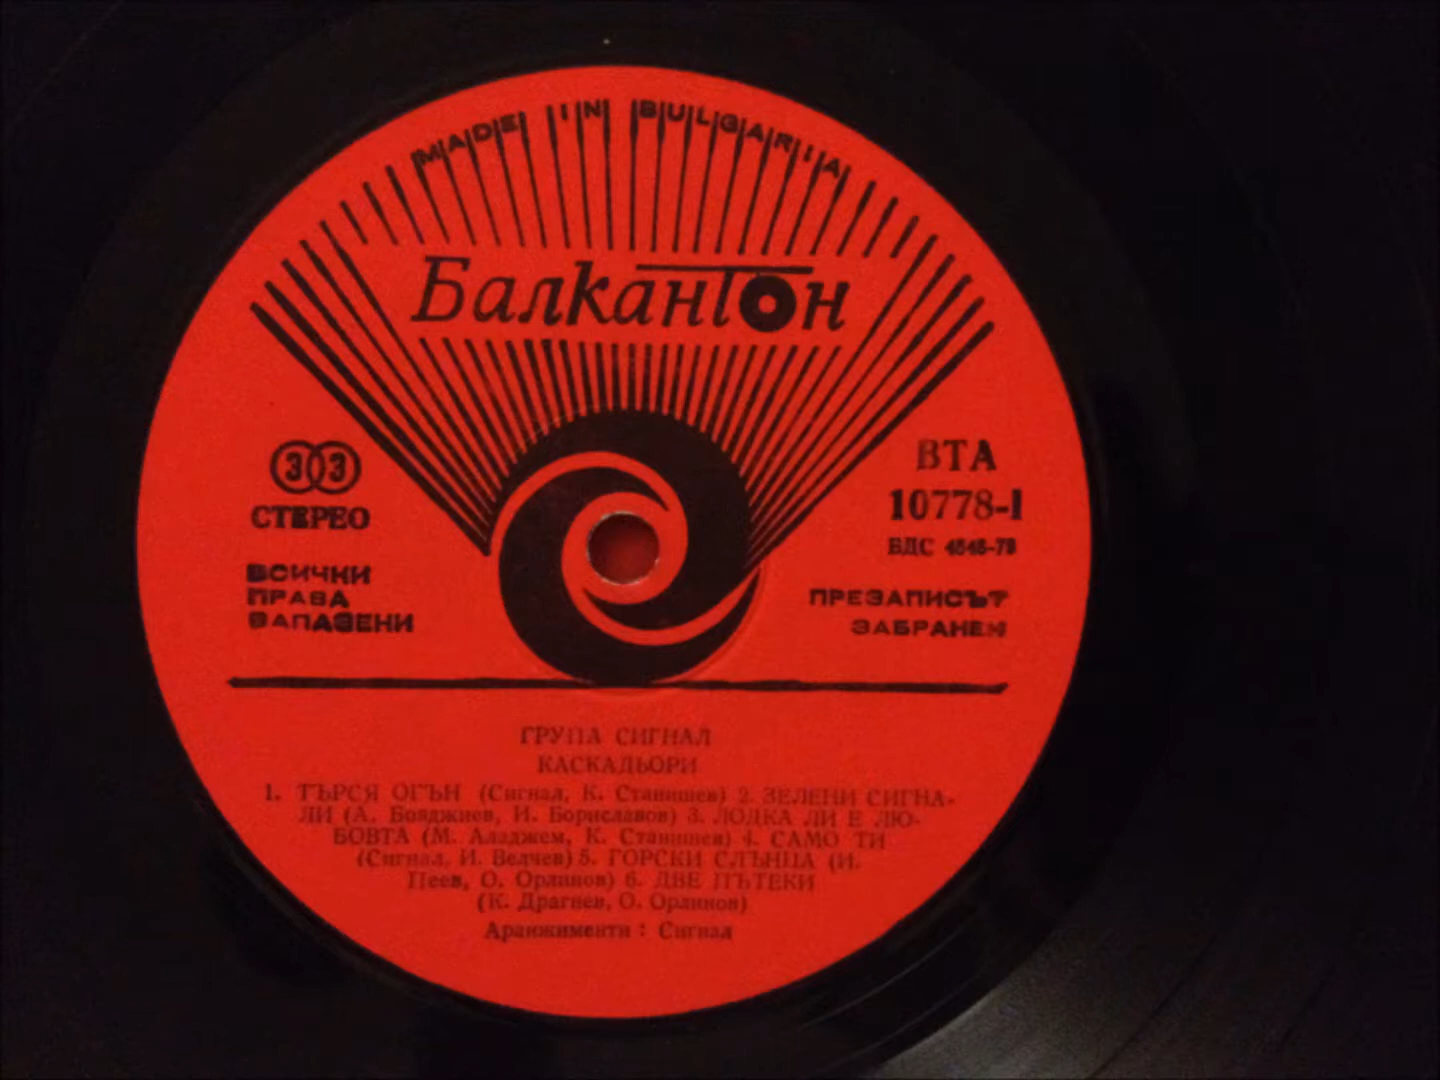 MADE IN BULGARIA
Балкантон
33
СТЕРЕО
ВСИЧКИ
ПРАВА
ЗАПАЗЕНИ
ВТА
10778-1
БДС 4545-78
ПРЕЗАПИСЪТ
ЗАБРАНЕН
ГРУПА СИГНАЛ
КАСКАДЬОРИ
1. ТЪРСЯ ОГЪН (Сигнал, К. Станишев) 2. ЗЕЛЕНИ СИГНА-
ЛИ (А. Бояджиев, И. Бориславов) 3. ЛОДКА ЛИ Е ЛЮ-
БОВТА (М. Аладжем, К. Станишев) 4. САМО ТИ
(Сигнал, И. Велчев) 5. ГОРСКИ СЛЪНЦА (И.
Пеев, О. Орлинов) 6. ДВЕ ПЪТЕКИ
(К. Драгнев, О. Орлинов)
Аранжименти : Сигнал